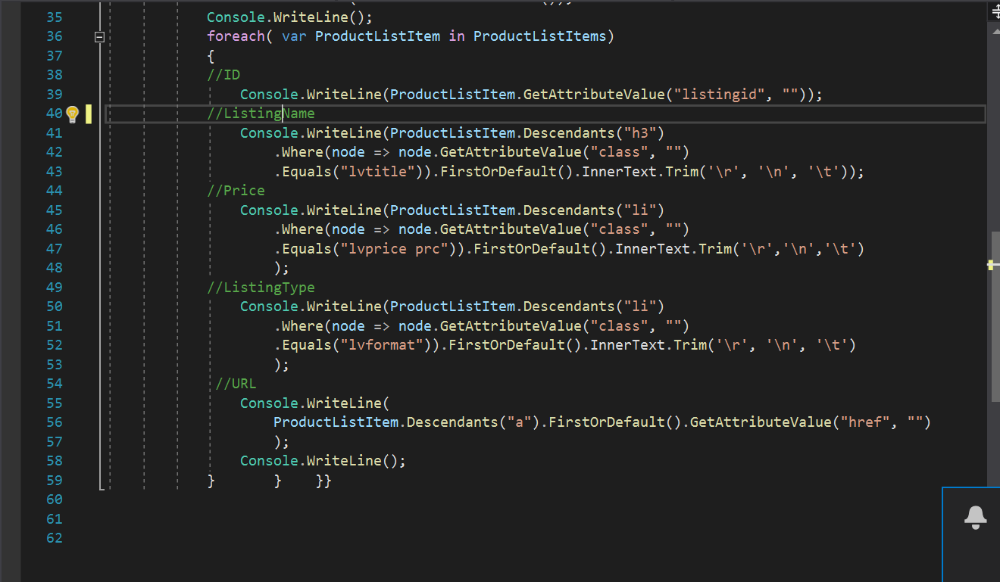 35 Console.WriteLine();
36 foreach( var ProductListItem in ProductListItems)
37 {
38 //ID
39 Console.WriteLine(ProductListItem.GetAttributeValue("listingid", ""));
40 //ListingName
41 Console.WriteLine(ProductListItem.Descendants("h3")
42 .Where(node => node.GetAttributeValue("class", "")
43 .Equals("lvtitle")).FirstOrDefault().InnerText.Trim('\r', '\n', '\t'));
44 //Price
45 Console.WriteLine(ProductListItem.Descendants("li")
46 .Where(node => node.GetAttributeValue("class", "")
47 .Equals("lvprice prc")).FirstOrDefault().InnerText.Trim('\r','\n','\t')
48 );
49 //ListingType
50 Console.WriteLine(ProductListItem.Descendants("li")
51 .Where(node => node.GetAttributeValue("class", "")
52 .Equals("lvformat")).FirstOrDefault().InnerText.Trim('\r', '\n', '\t')
53 );
54 //URL
55 Console.WriteLine(
56 ProductListItem.Descendants("a").FirstOrDefault().GetAttributeValue("href", "")
57 );
58 Console.WriteLine();
59 } } }}
60
61
62